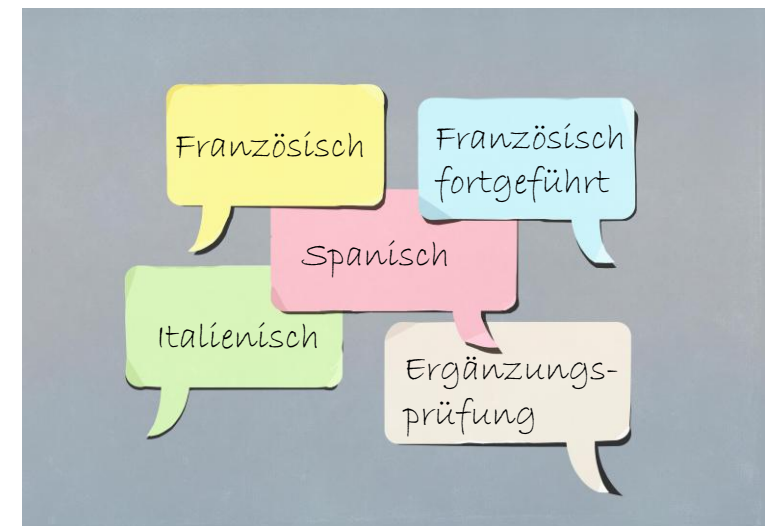 Französisch
Französisch
fortgeführt
Spanisch
Italienisch
Ergänzungs-
prüfung